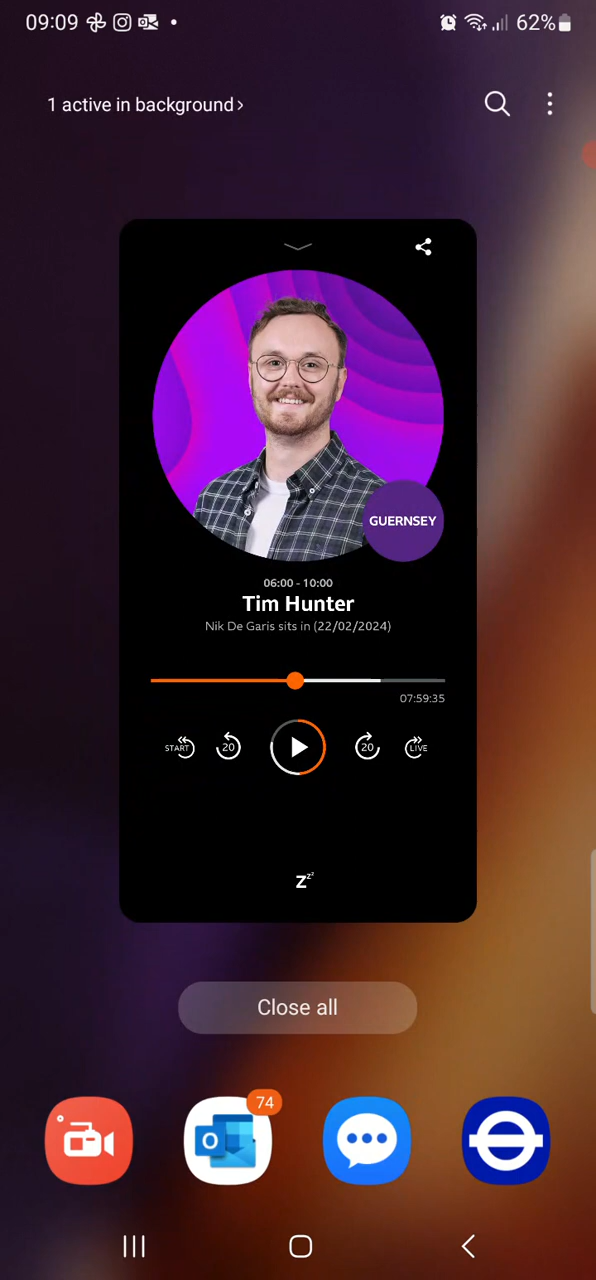 09:09
62%
1 active in background >
GUERNSEY
06:00 - 10:00
Tim Hunter
Nik De Garis sits in (22/02/2024)
07:59:35
START
20
20
LIVE
Zzz
Close all
74
O